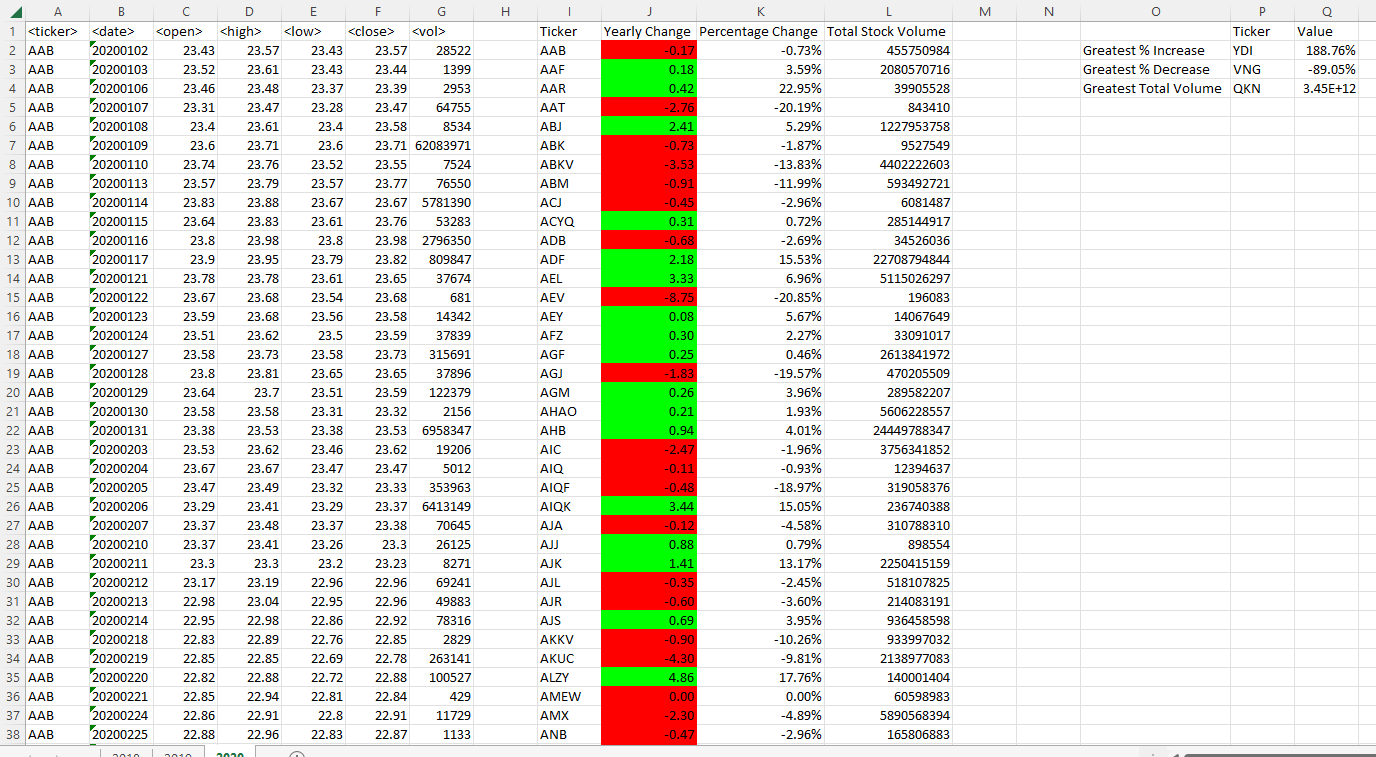 A B C D E F G H I J K L M N O P Q
1 <ticker> <date> <open> <high> <low> <close> <vol> Ticker Yearly Change Percentage Change Total Stock Volume Ticker Value
2 AAB 20200102 23.43 23.57 23.43 23.57 28522 AAB -0.17 -0.73% 455750984 Greatest % Increase YDI 188.76%
3 AAB 20200103 23.52 23.61 23.43 23.44 1399 AAF 0.18 3.59% 2080570716 Greatest % Decrease VNG -89.05%
4 AAB 20200106 23.46 23.48 23.37 23.39 2953 AAR 0.42 22.95% 39905528 Greatest Total Volume QKN 3.45E+12
5 AAB 20200107 23.31 23.47 23.28 23.47 64755 AAT -2.76 -20.19% 843410
6 AAB 20200108 23.4 23.61 23.4 23.58 8534 ABJ 2.41 5.29% 1227953758
7 AAB 20200109 23.6 23.71 23.6 23.71 62083971 ABK -0.73 -1.87% 9527549
8 AAB 20200110 23.74 23.76 23.52 23.55 7524 ABKV -3.53 -13.83% 4402222603
9 AAB 20200113 23.57 23.79 23.57 23.77 76550 ABM -0.91 -11.99% 593492721
10 AAB 20200114 23.83 23.88 23.67 23.67 5781390 ACJ -0.45 -2.96% 6081487
11 AAB 20200115 23.64 23.83 23.61 23.76 53283 ACYQ 0.31 0.72% 285144917
12 AAB 20200116 23.8 23.98 23.8 23.98 2796350 ADB -0.68 -2.69% 34526036
13 AAB 20200117 23.9 23.95 23.79 23.82 809847 ADF 2.18 15.53% 22708794844
14 AAB 20200121 23.78 23.78 23.61 23.65 37674 AEL 3.33 6.96% 5115026297
15 AAB 20200122 23.67 23.68 23.54 23.68 681 AEV -8.75 -20.85% 196083
16 AAB 20200123 23.59 23.68 23.56 23.58 14342 AEY 0.08 5.67% 14067649
17 AAB 20200124 23.51 23.62 23.5 23.59 37839 AFZ 0.30 2.27% 33091017
18 AAB 20200127 23.58 23.73 23.58 23.73 315691 AGF 0.25 0.46% 2613841972
19 AAB 20200128 23.8 23.81 23.65 23.65 37896 AGJ -1.83 -19.57% 470205509
20 AAB 20200129 23.64 23.7 23.51 23.59 122379 AGM 0.26 3.96% 289582207
21 AAB 20200130 23.58 23.58 23.31 23.32 2156 AHAO 0.21 1.93% 5606228557
22 AAB 20200131 23.38 23.53 23.38 23.53 6958347 AHB 0.94 4.01% 24449788347
23 AAB 20200203 23.53 23.62 23.46 23.62 19206 AIC -2.47 -1.96% 3756341852
24 AAB 20200204 23.67 23.67 23.47 23.47 5012 AIQ -0.11 -0.93% 12394637
25 AAB 20200205 23.47 23.49 23.32 23.33 353963 AIQF -0.48 -18.97% 319058376
26 AAB 20200206 23.29 23.41 23.29 23.37 6413149 AIQK 3.44 15.05% 236740388
27 AAB 20200207 23.37 23.48 23.37 23.38 70645 AJA -0.12 -4.58% 310788310
28 AAB 20200210 23.37 23.41 23.26 23.3 26125 AJJ 0.88 0.79% 898554
29 AAB 20200211 23.3 23.3 23.2 23.23 8271 AJK 1.41 13.17% 2250415159
30 AAB 20200212 23.17 23.19 22.96 22.96 69241 AJL -0.35 -2.45% 518107825
31 AAB 20200213 22.98 23.04 22.95 22.96 49883 AJR -0.60 -3.60% 214083191
32 AAB 20200214 22.95 22.98 22.86 22.92 78316 AJS 0.69 3.95% 936458598
33 AAB 20200218 22.83 22.89 22.76 22.85 2829 AKKV -0.90 -10.26% 933997032
34 AAB 20200219 22.85 22.85 22.69 22.78 263141 AKUC -4.30 -9.81% 2138977083
35 AAB 20200220 22.82 22.88 22.72 22.88 100527 ALZY 4.86 17.76% 140001404
36 AAB 20200221 22.85 22.94 22.81 22.84 429 AMEW 0.00 0.00% 60598983
37 AAB 20200224 22.86 22.91 22.8 22.91 11729 AMX -2.30 -4.89% 5890568394
38 AAB 20200225 22.88 22.96 22.83 22.87 1133 ANB -0.47 -2.96% 165806883
2018 2019 2020